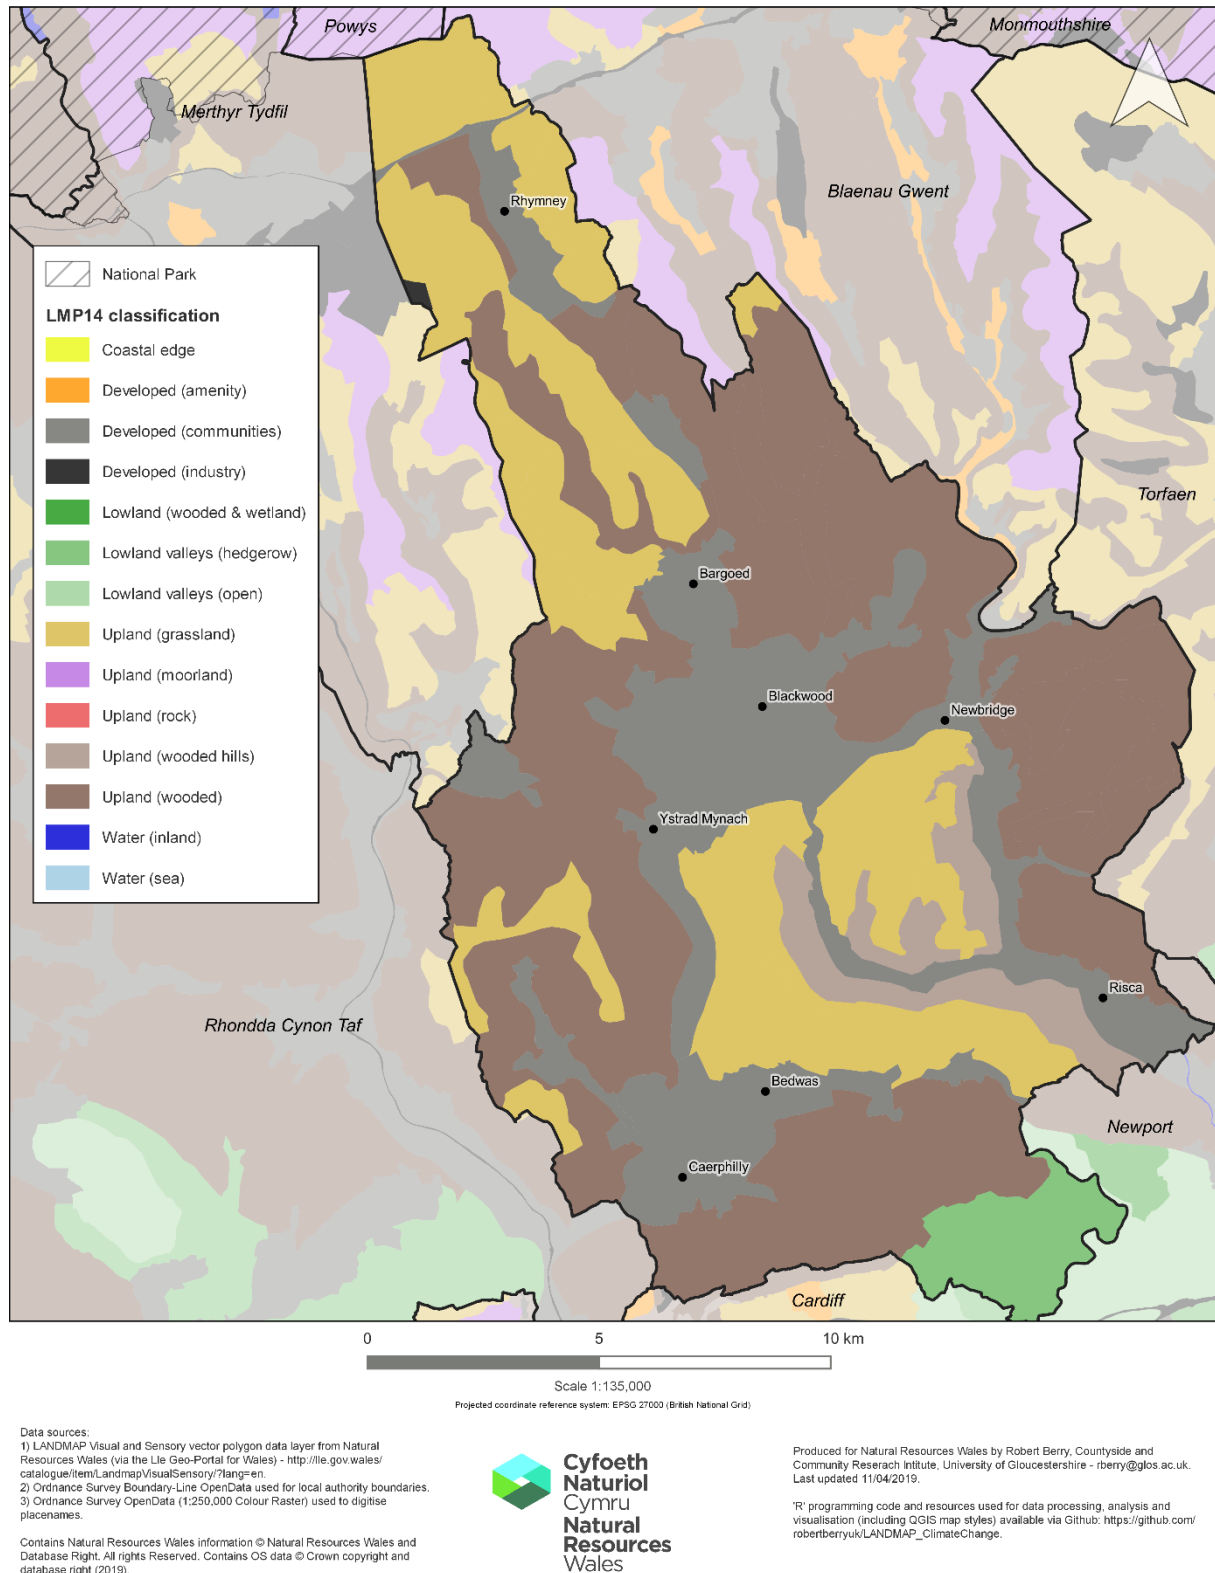 Powys
Monmouthshire
Merthyr Tydfil
Blaenau Gwent
Rhymney
National Park
LMP14 classification
Coastal edge
Developed (amenity)
Developed (communities)
Developed (industry)
Lowland (wooded & wetland)
Lowland valleys (hedgerow)
Lowland valleys (open)
Upland (grassland)
Upland (moorland)
Upland (rock)
Upland (wooded hills)
Upland (wooded)
Water (inland)
Water (sea)
Torfaen
Bargoed
Blackwood
Newbridge
Ystrad Mynach
Risca
Rhondda Cynon Taf
Bedwas
Newport
Caerphilly
Cardiff
0 5 10 km
Scale 1:135,000
Projected coordinate reference system: EPSG 27000 (British National Grid)
Data sources:
1) LANDMAP Visual and Sensory vector polygon data layer from Natural
Resources Wales (via the Lle Geo-Portal for Wales) - http://lle.gov.wales/
catalogue/item/LandmapVisualSensory/?lang=en.
2) Ordnance Survey Boundary-Line OpenData used for local authority boundaries.
3) Ordnance Survey OpenData (1:250,000 Colour Raster) used to digitise
placenames.
Contains Natural Resources Wales information © Natural Resources Wales and
Database Right. All rights Reserved. Contains OS data © Crown copyright and
database right (2019).
Cyfoeth
Naturiol
Cymru
Natural
Resources
Wales
Produced for Natural Resources Wales by Robert Berry, Countyside and
Community Reserach Intitute, University of Gloucestershire - rberry@glos.ac.uk.
Last updated 11/04/2019.
'R' programming code and resources used for data processing, analysis and
visualisation (including QGIS map styles) available via Github: https://github.com/
robertberryuk/LANDMAP_ClimateChange.